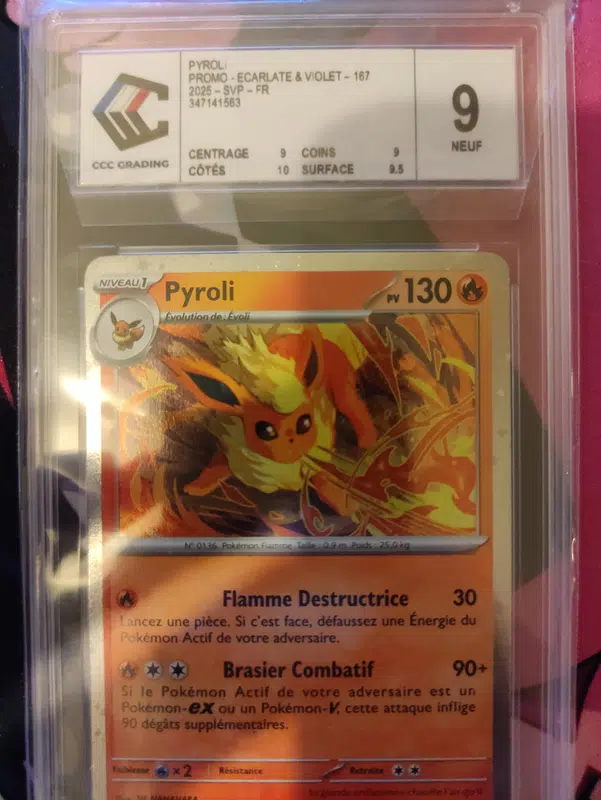 PYROLI
PROMO - ECARLATE & VIOLET - 167
2025 - SVP - FR
347141563
CCC GRADING
CENTRAGE 9 COINS 9
CÔTÉS 10 SURFACE 9.5
9
NEUF
NIVEAU 1
Pyroli
PV 130
Évolution de : Évoli
N° 0136 Pokémon Flamme Taille : 0,9 m Poids : 25,0 kg
Flamme Destructrice 30
Lancez une pièce. Si c'est face, défaussez une Énergie du
Pokémon Actif de votre adversaire.
Brasier Combatif 90+
Si le Pokémon Actif de votre adversaire est un
Pokémon-ex ou un Pokémon-V, cette attaque inflige
90 dégâts supplémentaires.
Faiblesse ×2 Résistance Retraite